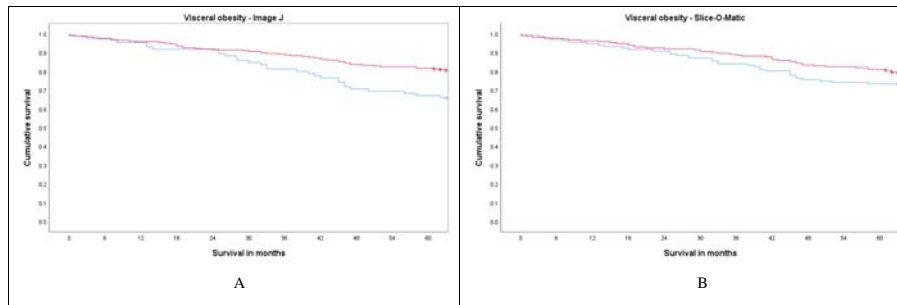 Visceral obesity - Image J
Cumulative survival
1.0
0.9
0.8
0.7
0.6
0.5
0.4
0.3
0.2
0.1
0.0
0 6 12 18 24 30 36 42 48 54 60
Survival in months
A
Visceral obesity - Slice-O-Matic
Cumulative survival
1.0
0.9
0.8
0.7
0.6
0.5
0.4
0.3
0.2
0.1
0.0
0 6 12 18 24 30 36 42 48 54 60
Survival in months
B